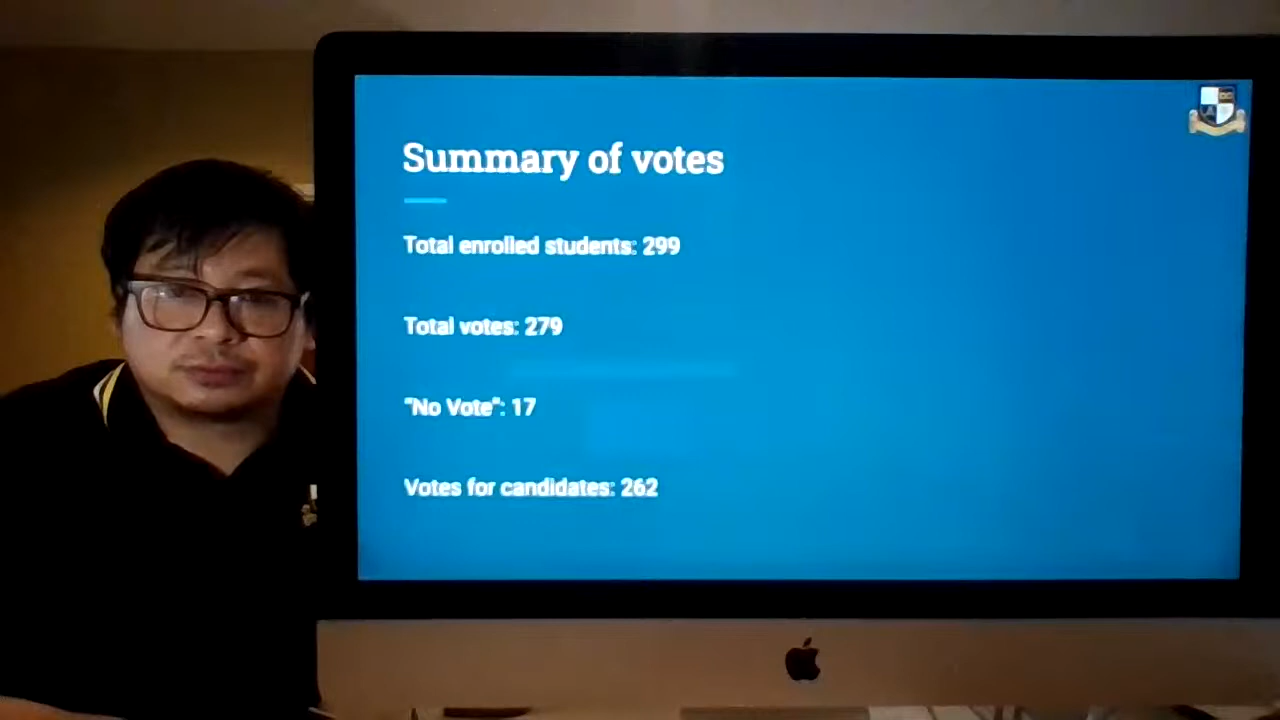 Summary of votes
Total enrolled students: 299
Total votes: 279
"No Vote": 17
Votes for candidates: 262